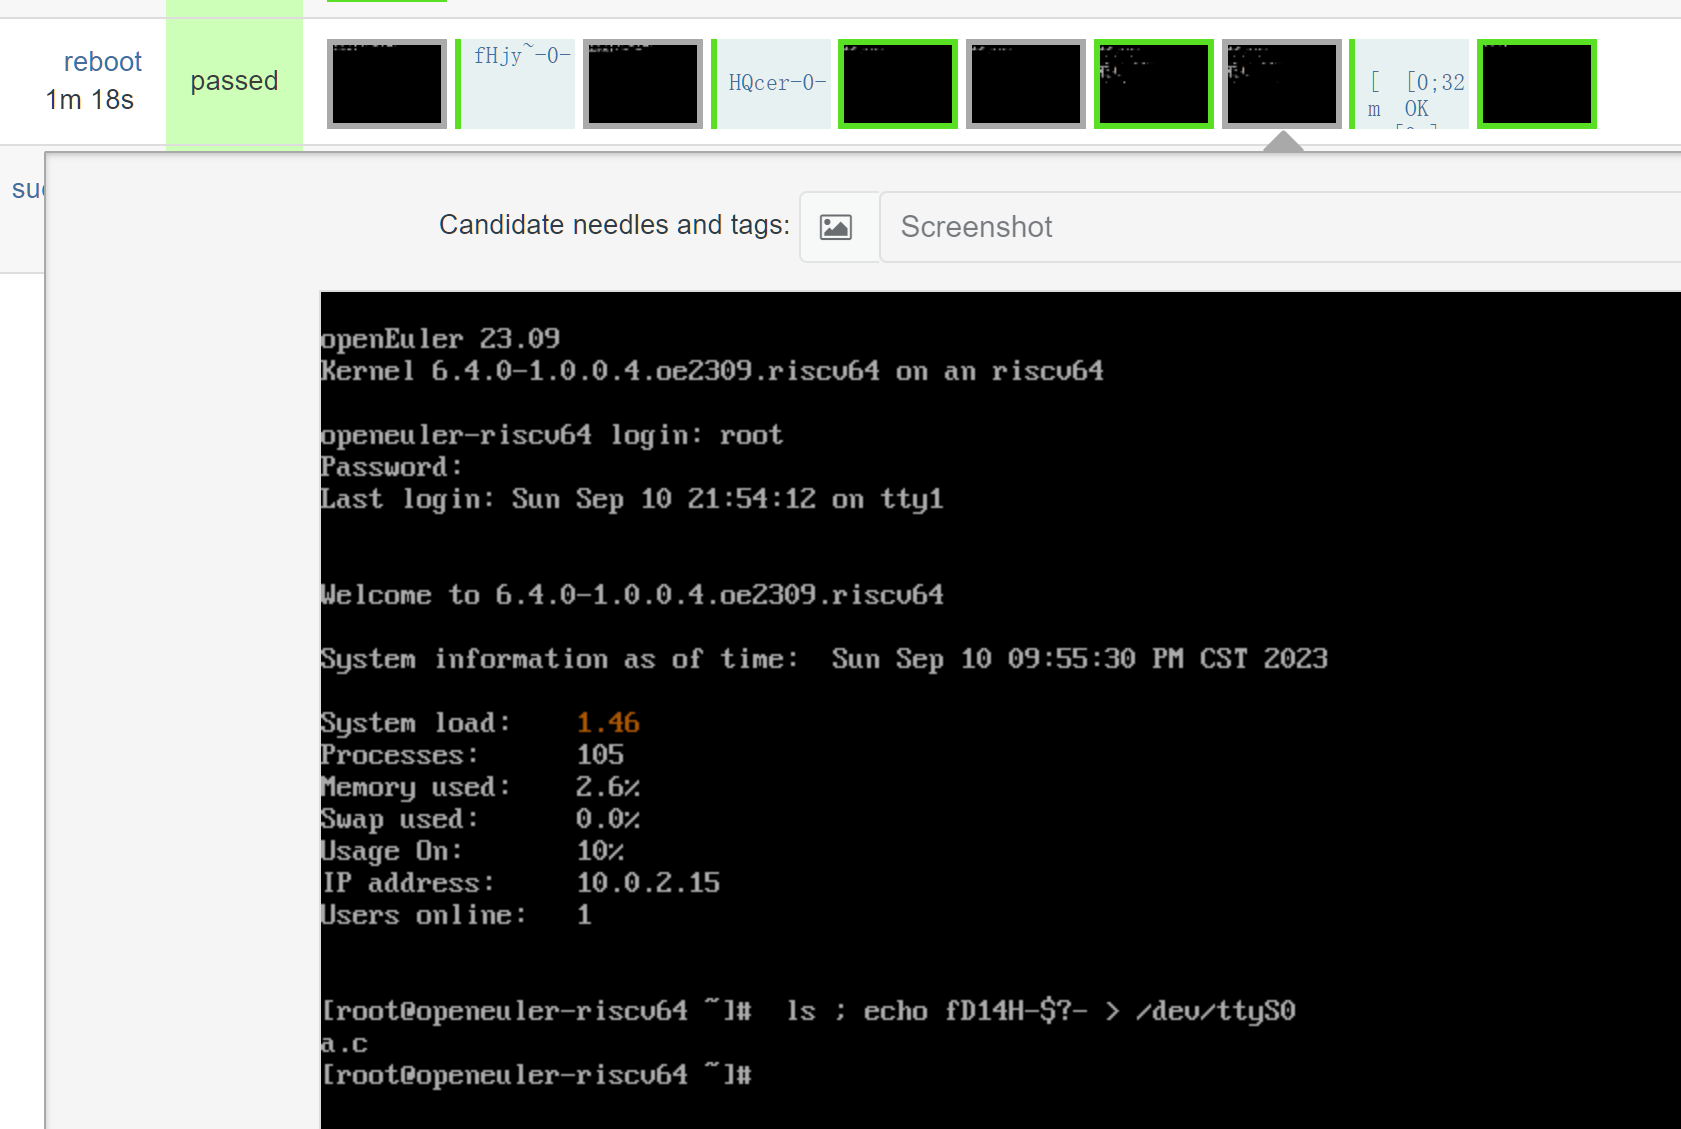 reboot
1m 18s
passed
fHjy~-0-
HQcer-0-
[ [0;32
m OK
Candidate needles and tags:
Screenshot
openEuler 23.09
Kernel 6.4.0-1.0.0.4.oe2309.riscv64 on an riscv64
openeuler-riscv64 login: root
Password:
Last login: Sun Sep 10 21:54:12 on tty1
Welcome to 6.4.0-1.0.0.4.oe2309.riscv64
System information as of time:  Sun Sep 10 09:55:30 PM CST 2023
System load:    1.46
Processes:      105
Memory used:    2.6%
Swap used:      0.0%
Usage On:       10%
IP address:     10.0.2.15
Users online:   1
[root@openeuler-riscv64 ~]#  ls ; echo fD14H-$?- > /dev/ttyS0
a.c
[root@openeuler-riscv64 ~]#